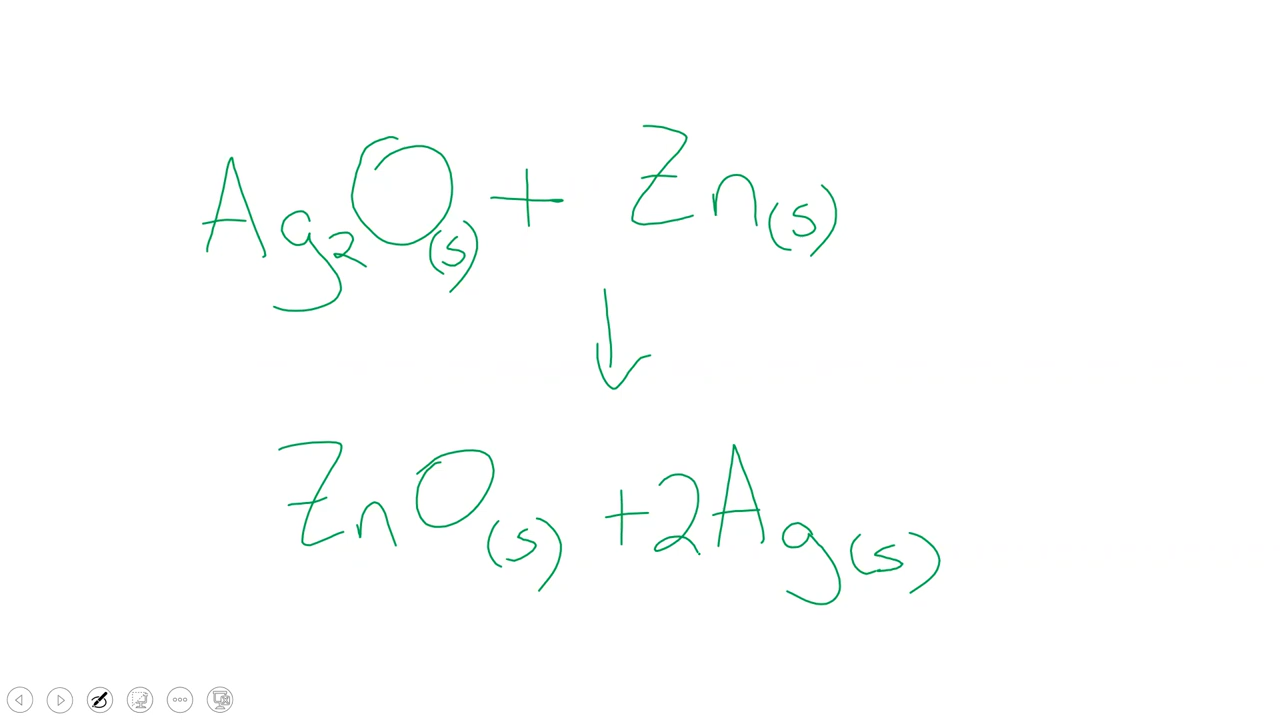 Ag₂O(s) + Zn(s)
↓
ZnO(s) + 2Ag(s)